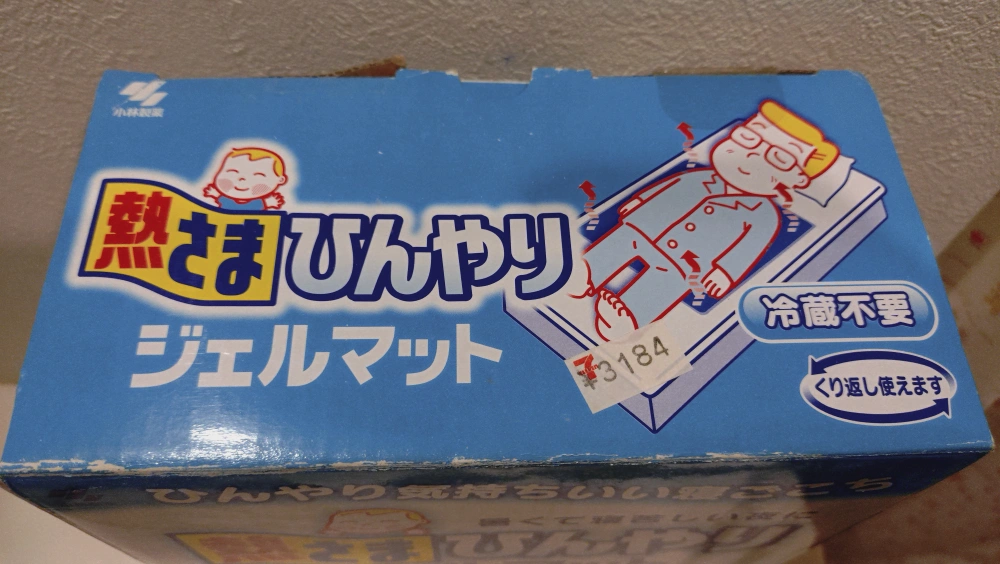 小林製薬
熱さまひんやり
ジェルマット
冷蔵不要
くり返し使えます
¥3184
ひんやり気持ちいい寝ごこち
熱さまひんやり